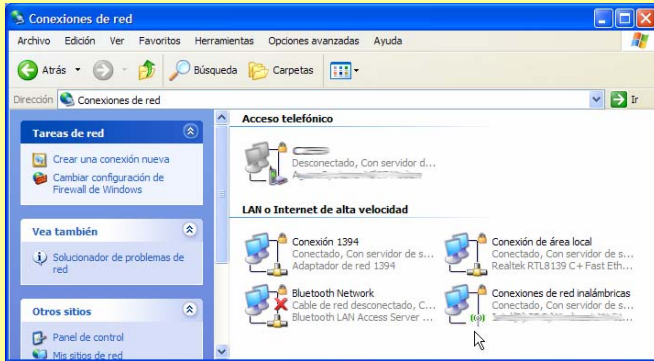 Conexiones de red
Archivo Edición Ver Favoritos Herramientas Opciones avanzadas Ayuda
Atrás Búsqueda Carpetas
Dirección Conexiones de red Ir
Tareas de red
Crear una conexión nueva
Cambiar configuración de
Firewall de Windows
Vea también
Solucionador de problemas de
red
Otros sitios
Panel de control
Mis sitios de red
Acceso telefónico
Desconectado, Con servidor d...
LAN o Internet de alta velocidad
Conexión 1394
Conectado, Con servidor de s...
Adaptador de red 1394
Conexión de área local
Conectado, Con servidor de s...
Realtek RTL8139 C+ Fast Eth...
Bluetooth Network
Cable de red desconectado, C...
Bluetooth LAN Access Server ...
Conexiones de red inalámbricas
Conectado, Con servidor de s...